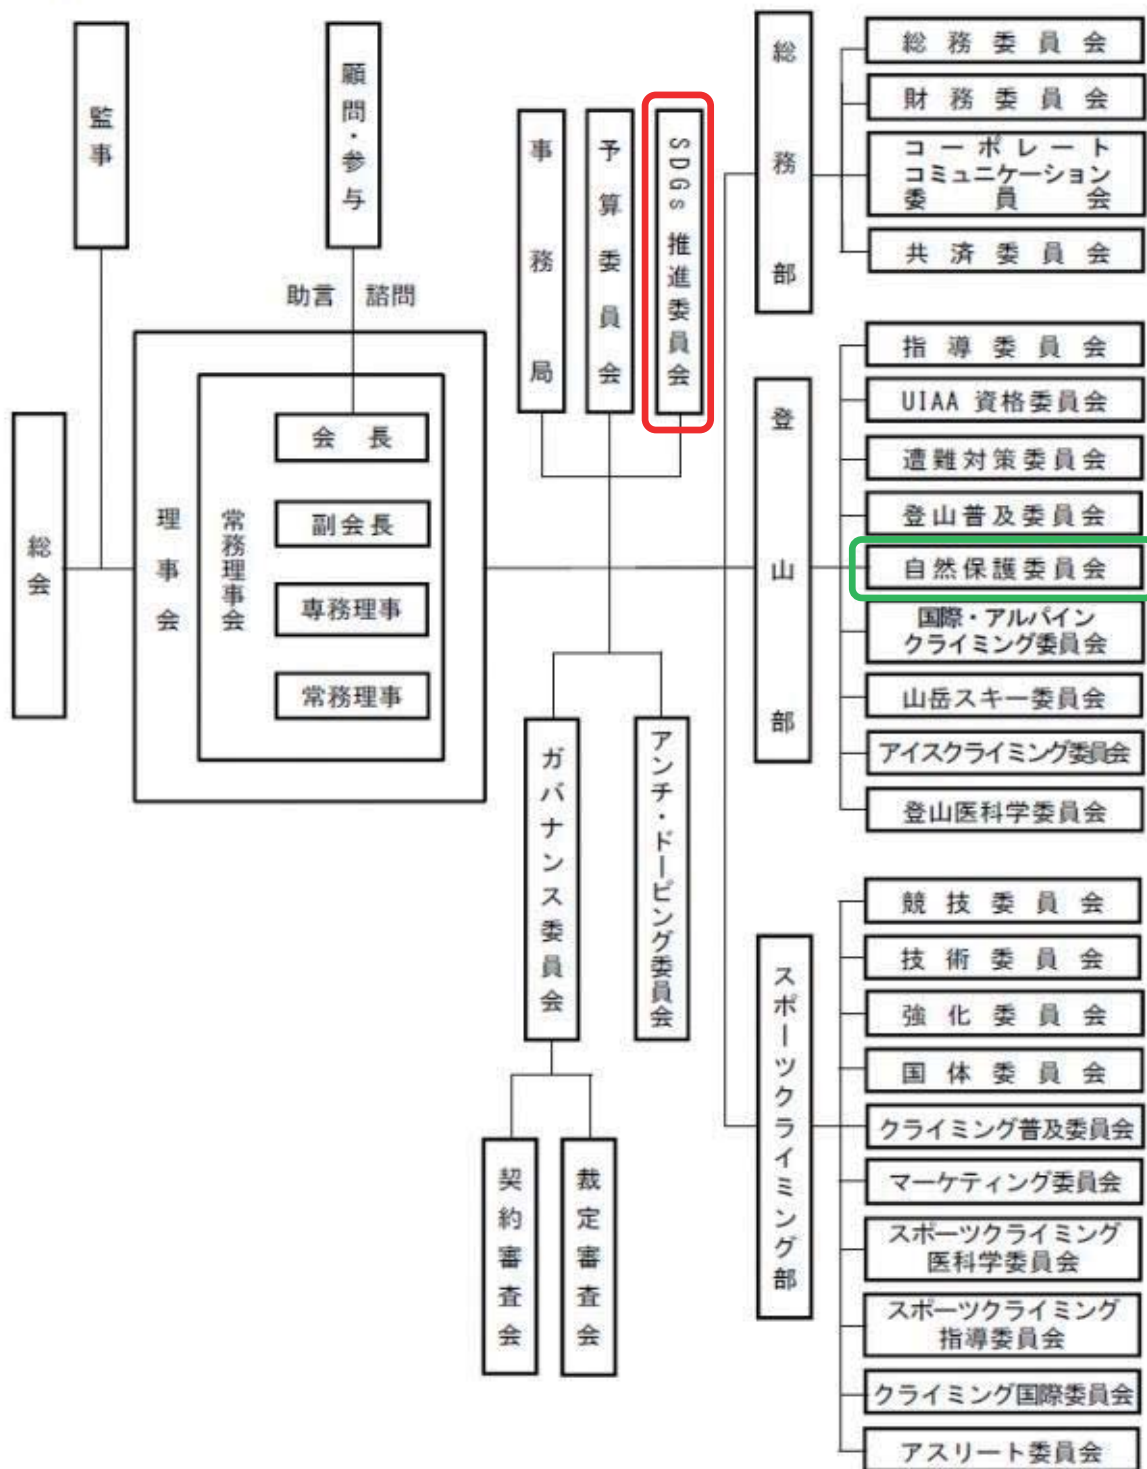 監事
顧問・参与
助言 諮問
総会
理事会
常務理事会
会長
副会長
専務理事
常務理事
事務局
予算委員会
SDGs推進委員会
ガバナンス委員会
アンチ・ドーピング委員会
契約審査会
裁定審査会
総務部
総務委員会
財務委員会
コーポレート
コミュニケーション
委員会
共済委員会
登山部
指導委員会
UIAA 資格委員会
遭難対策委員会
登山普及委員会
自然保護委員会
国際・アルパイン
クライミング委員会
山岳スキー委員会
アイスクライミング委員会
登山医科学委員会
スポーツクライミング部
競技委員会
技術委員会
強化委員会
国体委員会
クライミング普及委員会
マーケティング委員会
スポーツクライミング
医科学委員会
スポーツクライミング
指導委員会
クライミング国際委員会
アスリート委員会